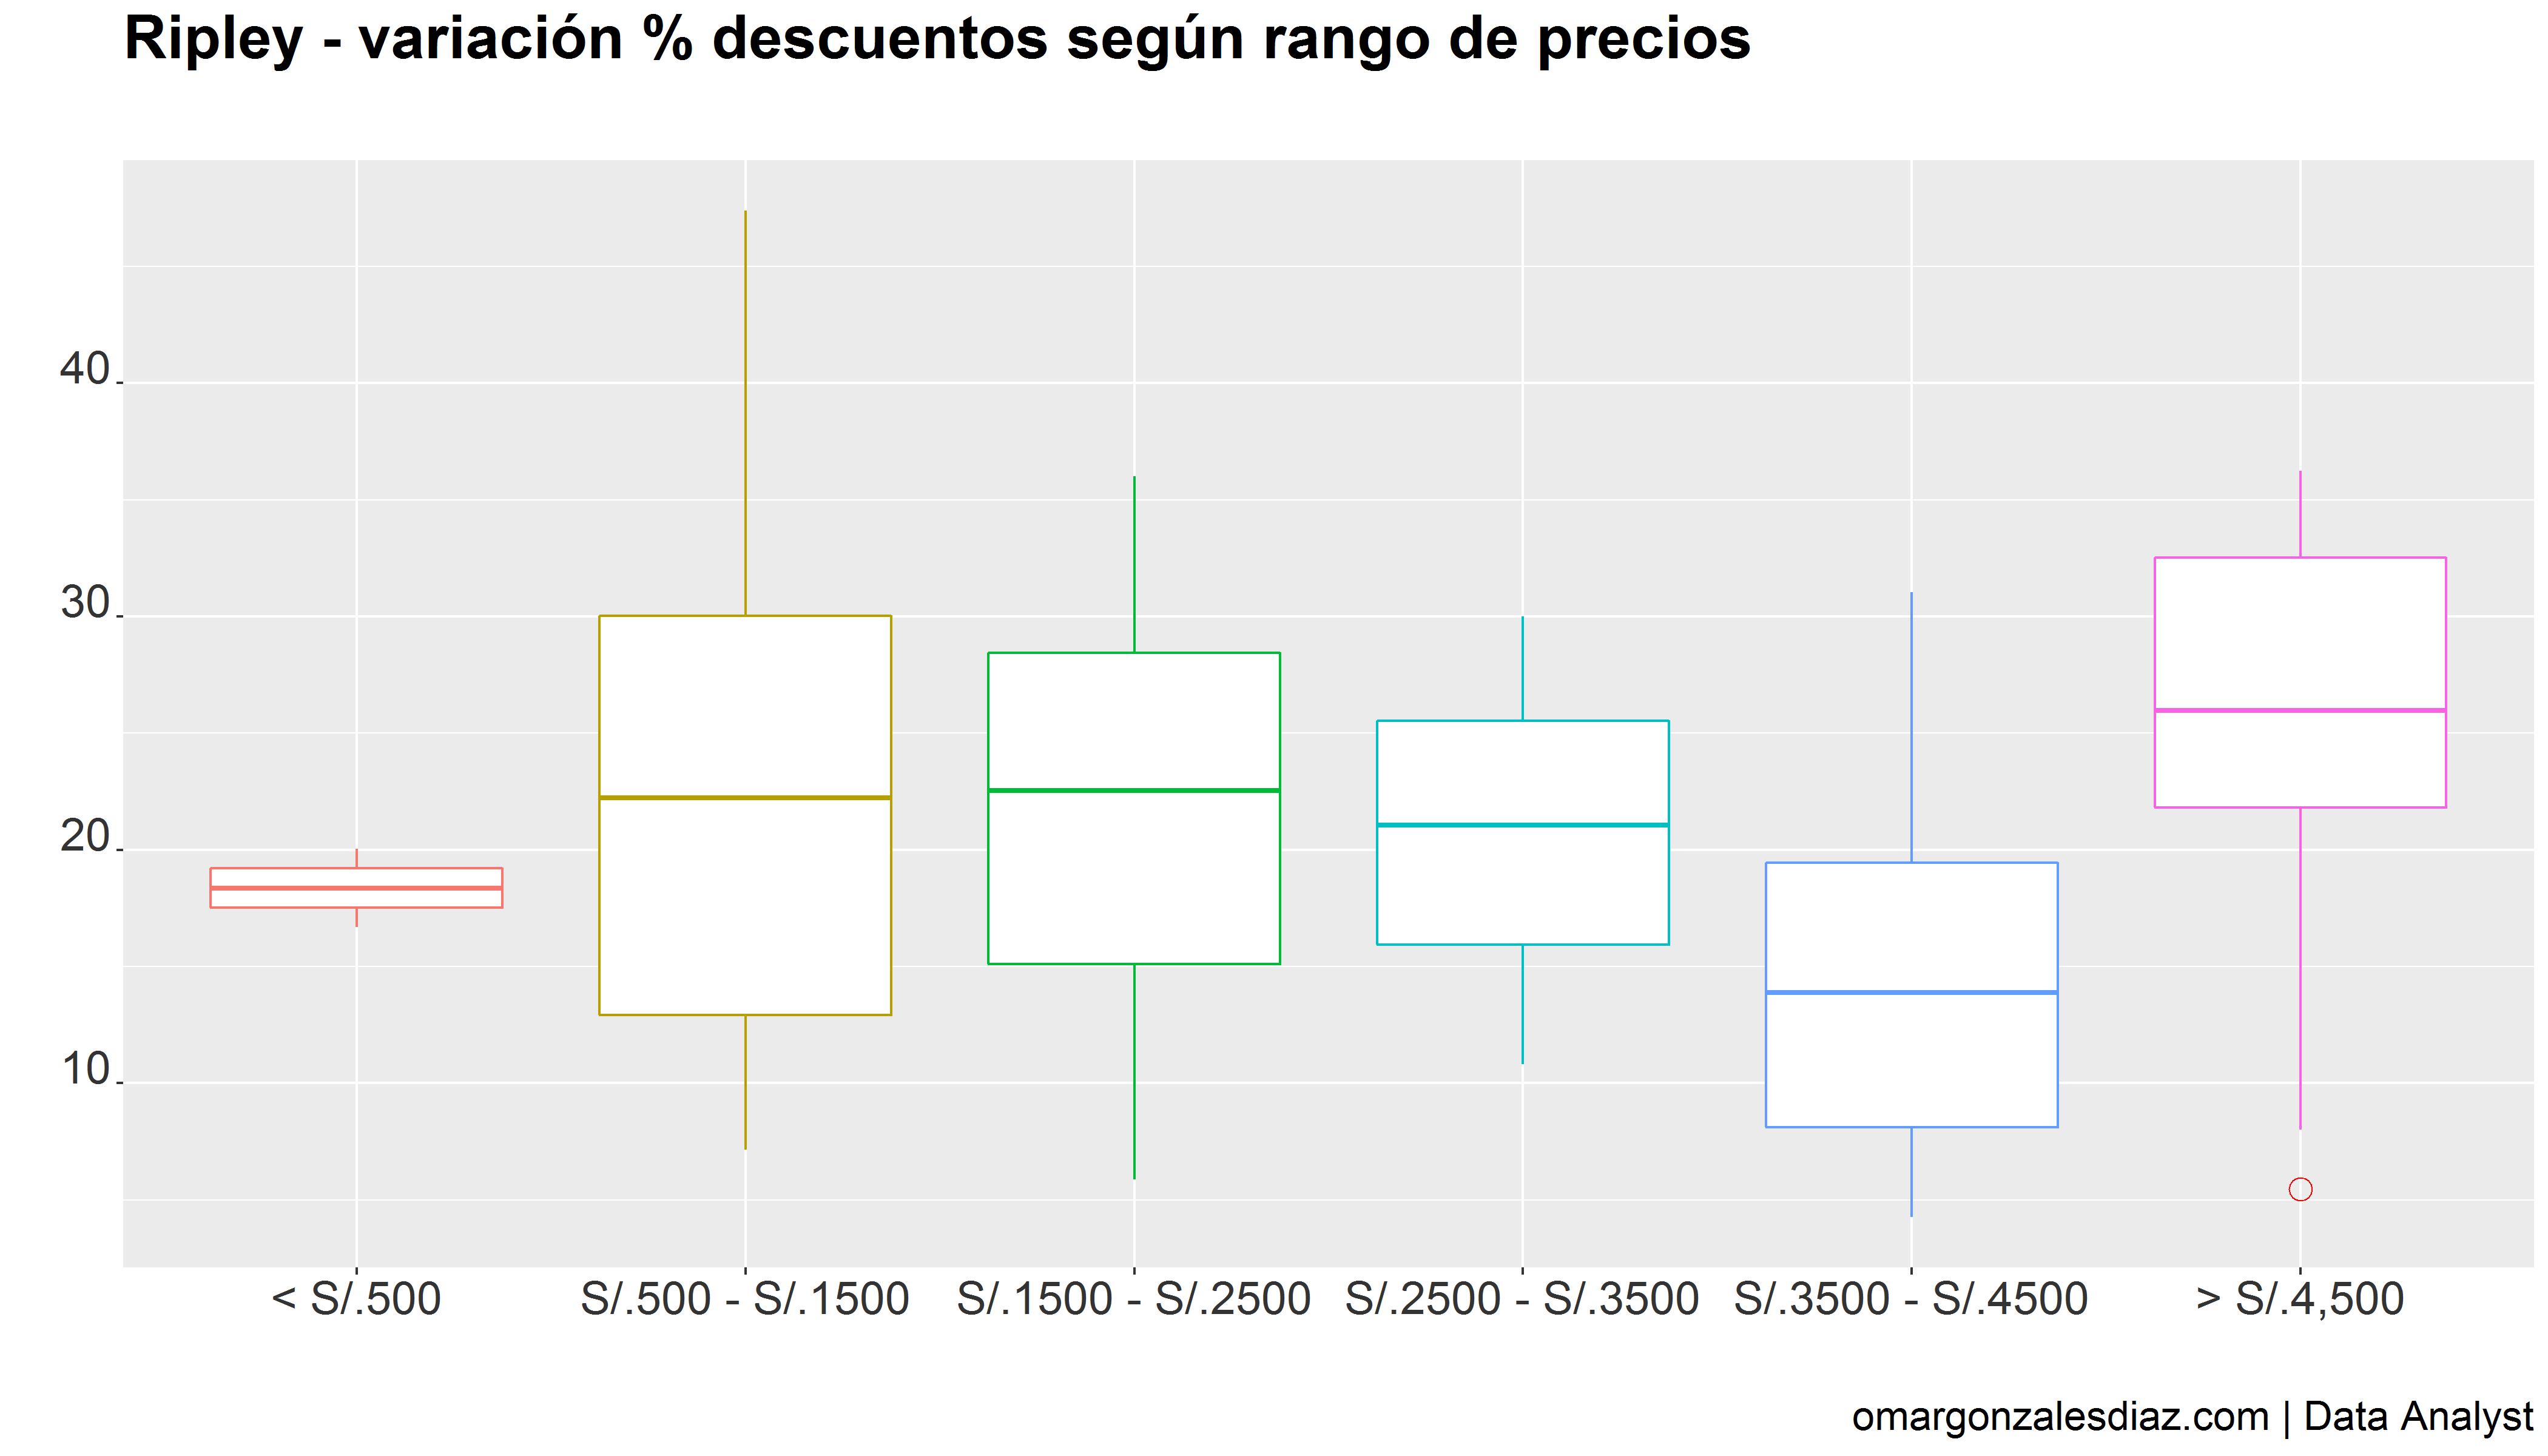 Ripley - variación % descuentos según rango de precios
40
30
20
10
< S/.500 S/.500 - S/.1500 S/.1500 - S/.2500 S/.2500 - S/.3500 S/.3500 - S/.4500 > S/.4,500
omargonzalesdiaz.com | Data Analyst